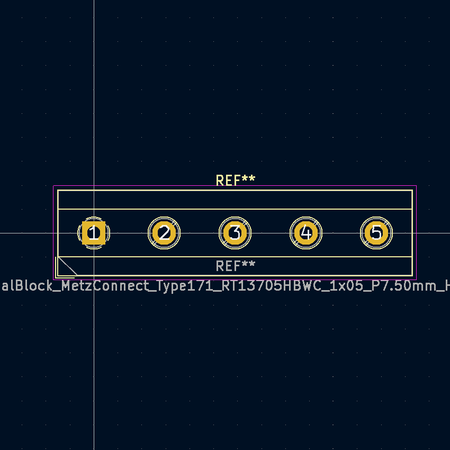 REF**
1 2 3 4 5
REF**
alBlock_MetzConnect_Type171_RT13705HBWC_1x05_P7.50mm_H